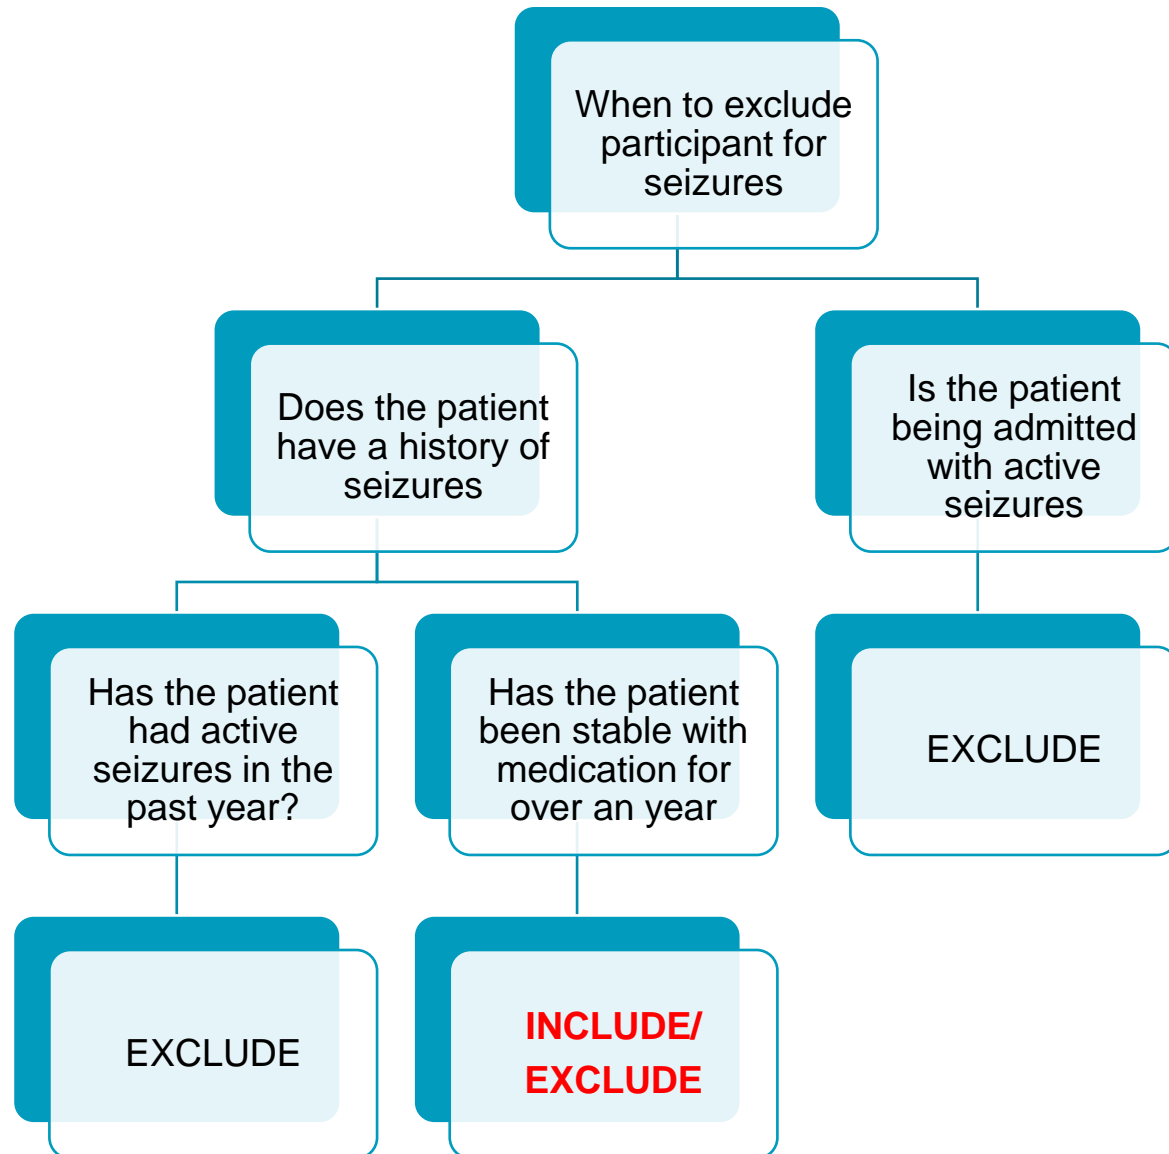 When to exclude
participant for
seizures
Does the patient
have a history of
seizures
Is the patient
being admitted
with active
seizures
Has the patient
had active
seizures in the
past year?
Has the patient
been stable with
medication for
over an year
EXCLUDE
EXCLUDE
INCLUDE/
EXCLUDE